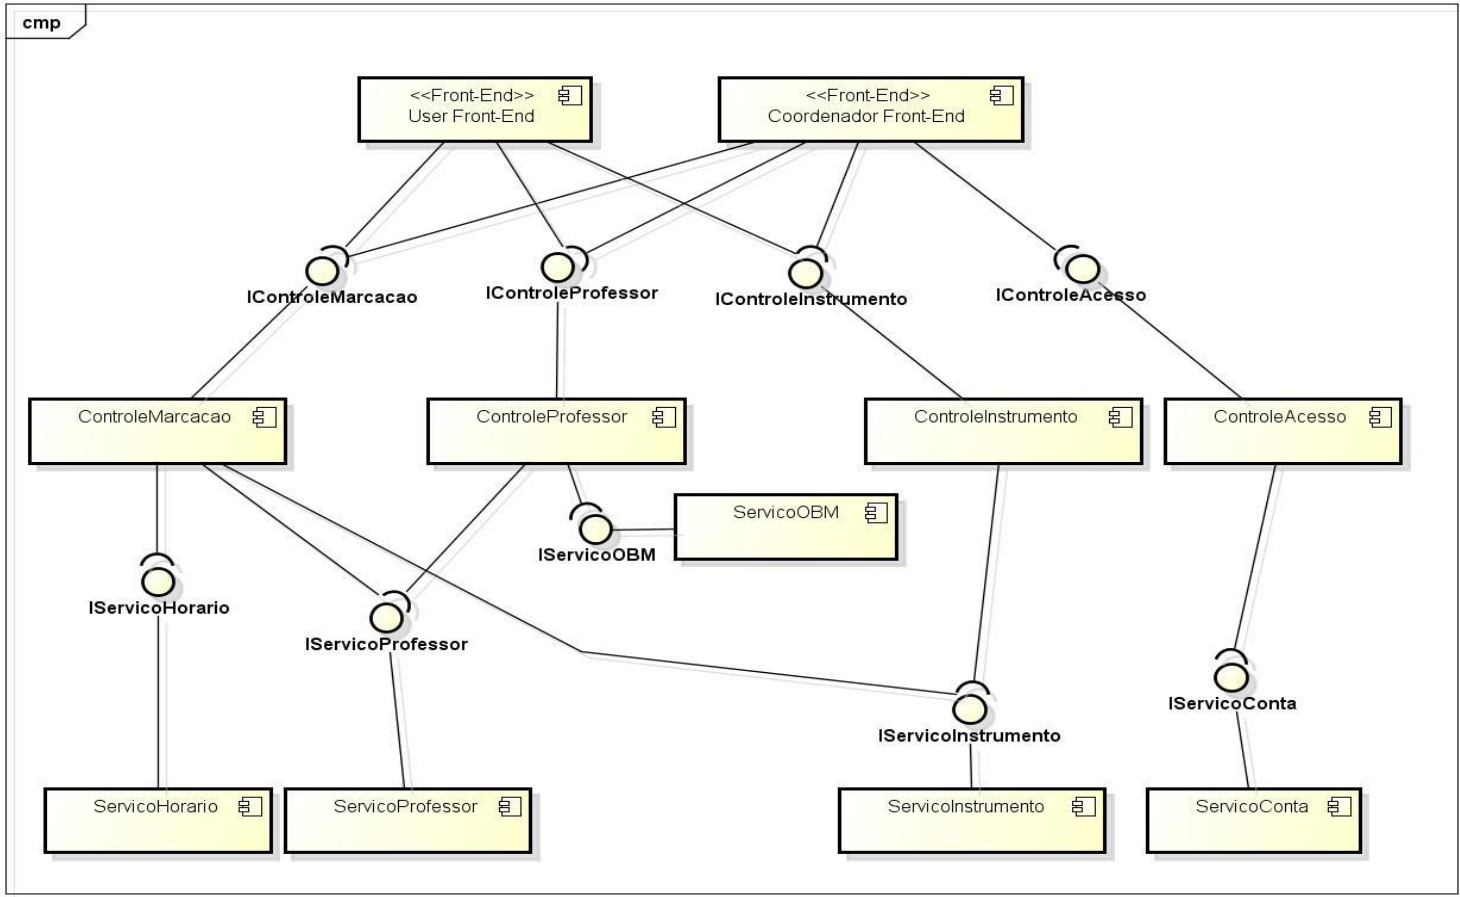 cmp
<<Front-End>>
User Front-End
<<Front-End>>
Coordenador Front-End
IControleMarcacao
IControleProfessor
IControleInstrumento
IControleAcesso
ControleMarcacao
ControleProfessor
ControleInstrumento
ControleAcesso
ServicoOBM
IServicoOBM
IServicoHorario
IServicoProfessor
IServicoConta
IServicoInstrumento
ServicoHorario
ServicoProfessor
ServicoInstrumento
ServicoConta